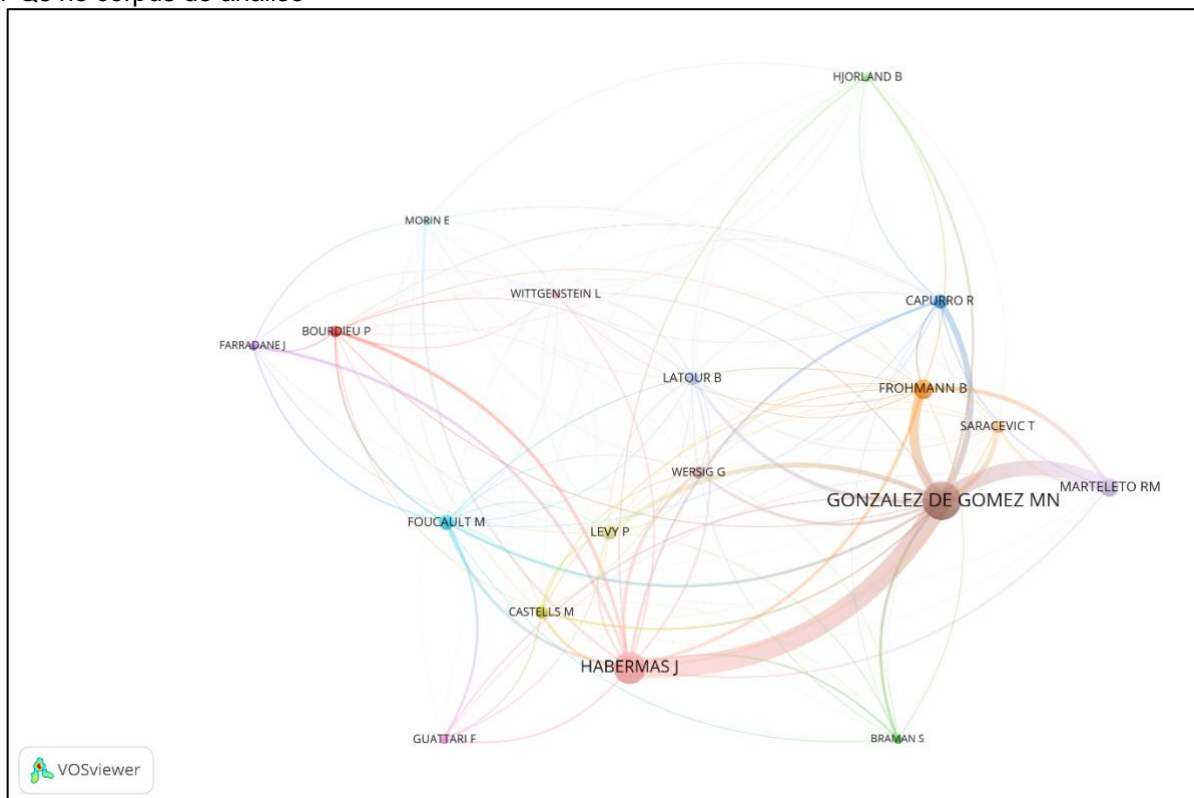 HJORLAND B
MORIN E
WITTGENSTEIN L
CAPURRO R
BOURDIEU P
FARRADANE J
LATOUR B
FROHMANN B
SARACEVIC T
WERSIG G
MARTELETO RM
GONZALEZ DE GOMEZ MN
FOUCAULT M
LEVY P
CASTELLS M
HABERMAS J
GUATTARI F
BRAMAN S
VOSviewer